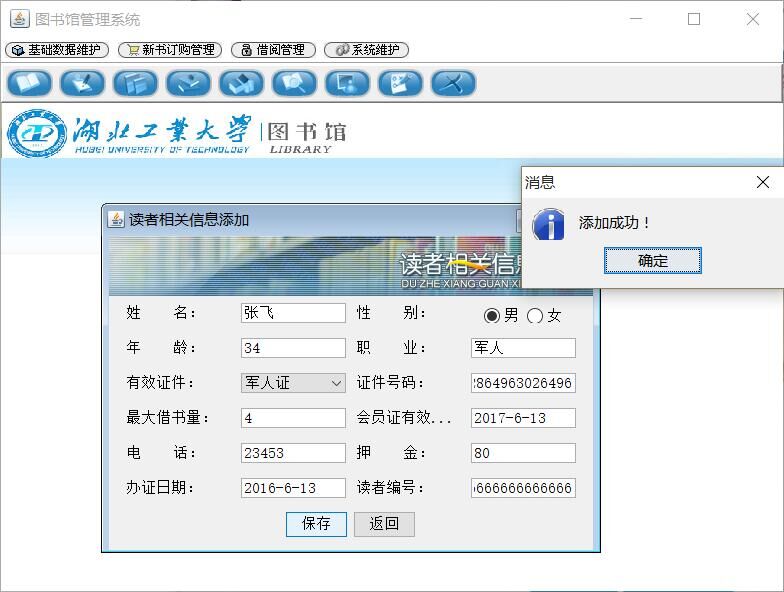 图书馆管理系统
基础数据维护 新书订购管理 借阅管理 系统维护
湖北工业大学 图书馆
HUBEI UNIVERSITY OF TECHNOLOGY LIBRARY
消息
添加成功！
确定
读者相关信息添加
读者相关信息
DU ZHE XIANG GUAN XI
姓 名： 张飞 性 别： 男 女
年 龄： 34 职 业： 军人
有效证件： 军人证 证件号码： 864963026496
最大借书量： 4 会员证有效... 2017-6-13
电 话： 23453 押 金： 80
办证日期： 2016-6-13 读者编号： 666666666666
保存 返回